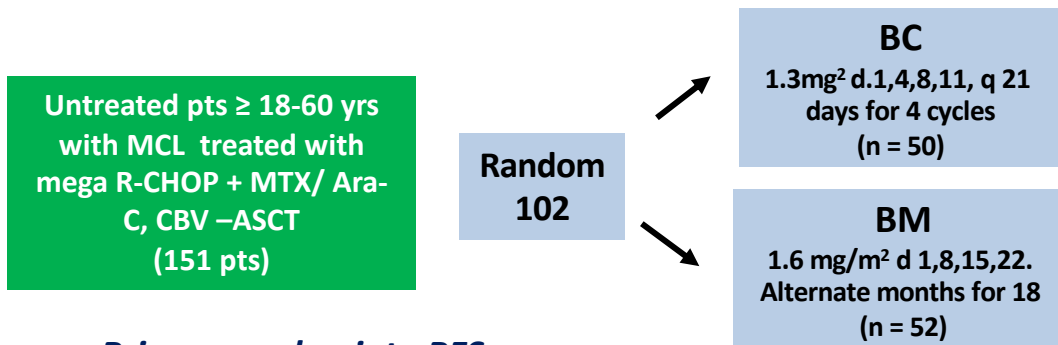 Untreated pts ≥ 18-60 yrs
with MCL treated with
mega R-CHOP + MTX/ Ara-
C, CBV –ASCT
(151 pts)
Random
102
BC
1.3mg² d.1,4,8,11, q 21
days for 4 cycles
(n = 50)
BM
1.6 mg/m² d 1,8,15,22.
Alternate months for 18
(n = 52)